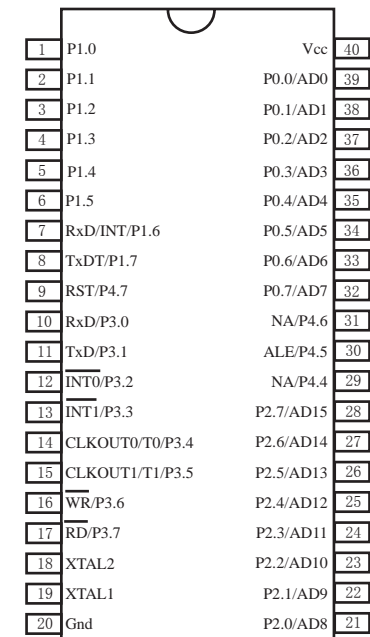 1 P1.0 Vcc 40
2 P1.1 P0.0/AD0 39
3 P1.2 P0.1/AD1 38
4 P1.3 P0.2/AD2 37
5 P1.4 P0.3/AD3 36
6 P1.5 P0.4/AD4 35
7 RxD/INT/P1.6 P0.5/AD5 34
8 TxDT/P1.7 P0.6/AD6 33
9 RST/P4.7 P0.7/AD7 32
10 RxD/P3.0 NA/P4.6 31
11 TxD/P3.1 ALE/P4.5 30
12 INT0/P3.2 NA/P4.4 29
13 INT1/P3.3 P2.7/AD15 28
14 CLKOUT0/T0/P3.4 P2.6/AD14 27
15 CLKOUT1/T1/P3.5 P2.5/AD13 26
16 WR/P3.6 P2.4/AD12 25
17 RD/P3.7 P2.3/AD11 24
18 XTAL2 P2.2/AD10 23
19 XTAL1 P2.1/AD9 22
20 Gnd P2.0/AD8 21